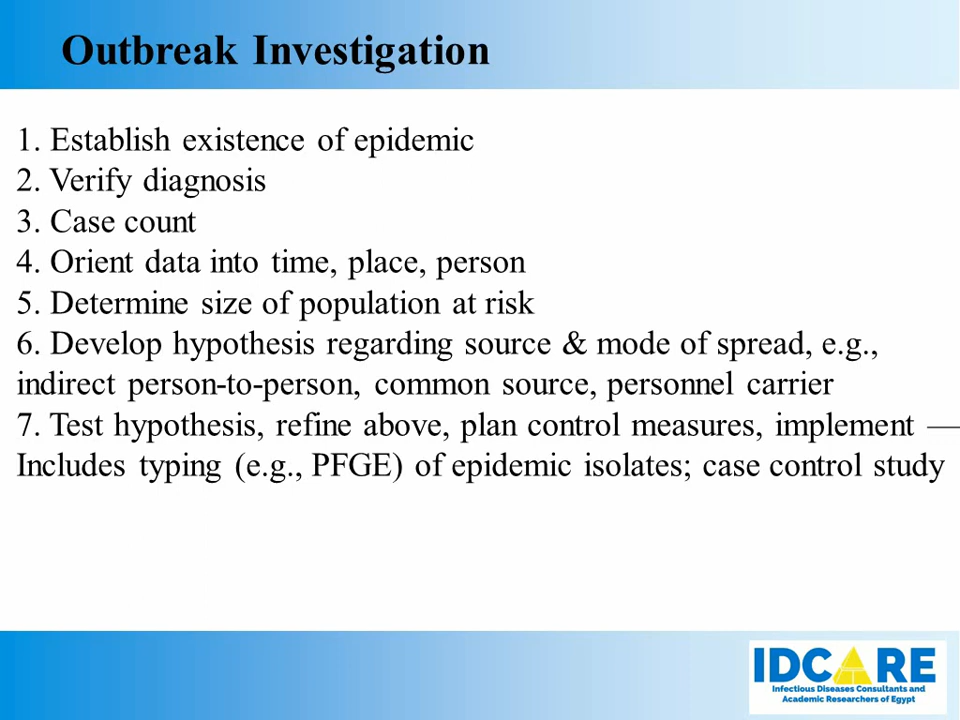 Outbreak Investigation
1. Establish existence of epidemic
2. Verify diagnosis
3. Case count
4. Orient data into time, place, person
5. Determine size of population at risk
6. Develop hypothesis regarding source & mode of spread, e.g.,
indirect person-to-person, common source, personnel carrier
7. Test hypothesis, refine above, plan control measures, implement —
Includes typing (e.g., PFGE) of epidemic isolates; case control study
IDCARE
Infectious Diseases Consultants and
Academic Researchers of Egypt